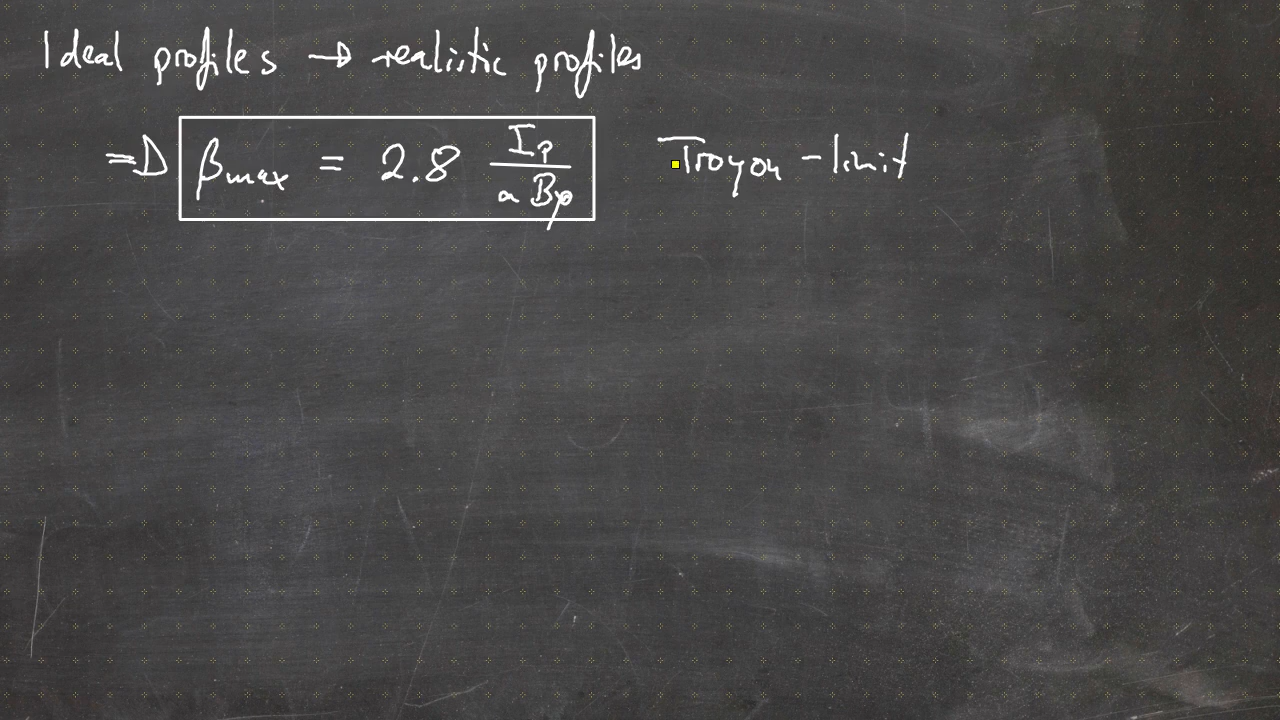 Ideal profiles → realistic profiles
⇒ βmax = 2.8 Ip / a Bφ Troyon-limit